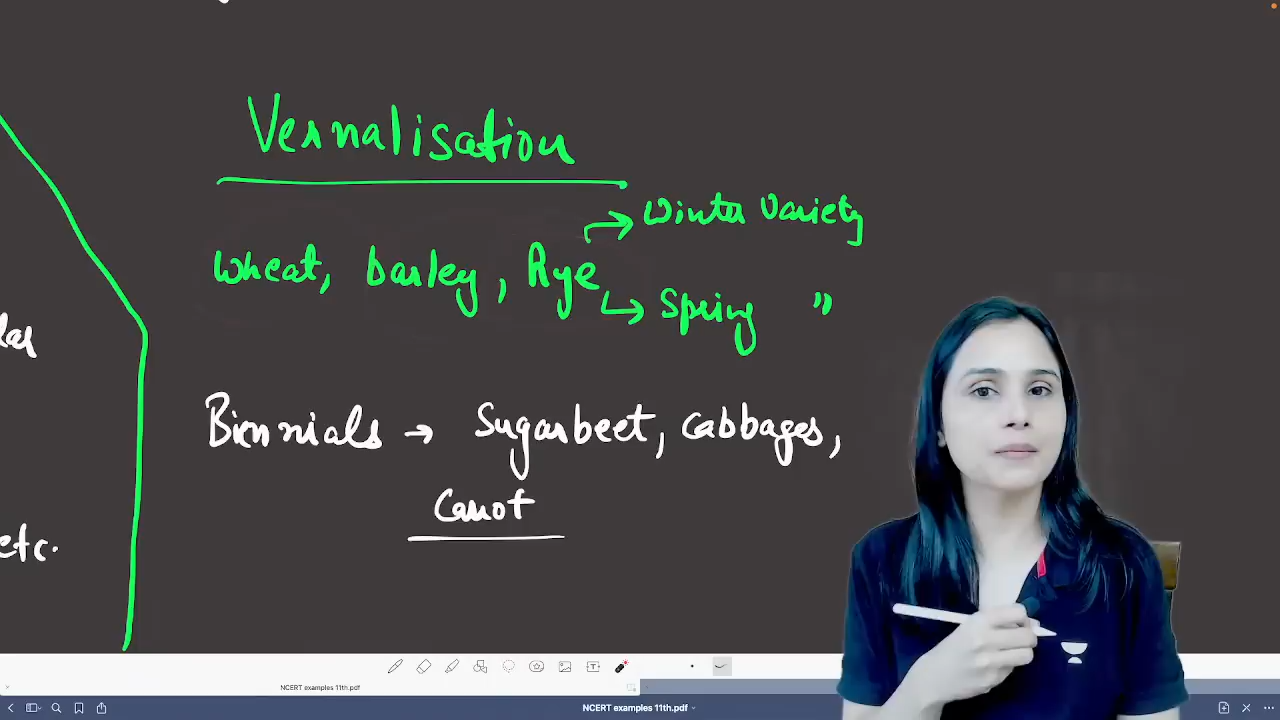 Vernalisation
Winter Variety
Wheat, barley, Rye
Spring "
Biennials → Sugarbeet, cabbages,
Carrot
etc.
NCERT examples 11th.pdf
NCERT examples 11th.pdf